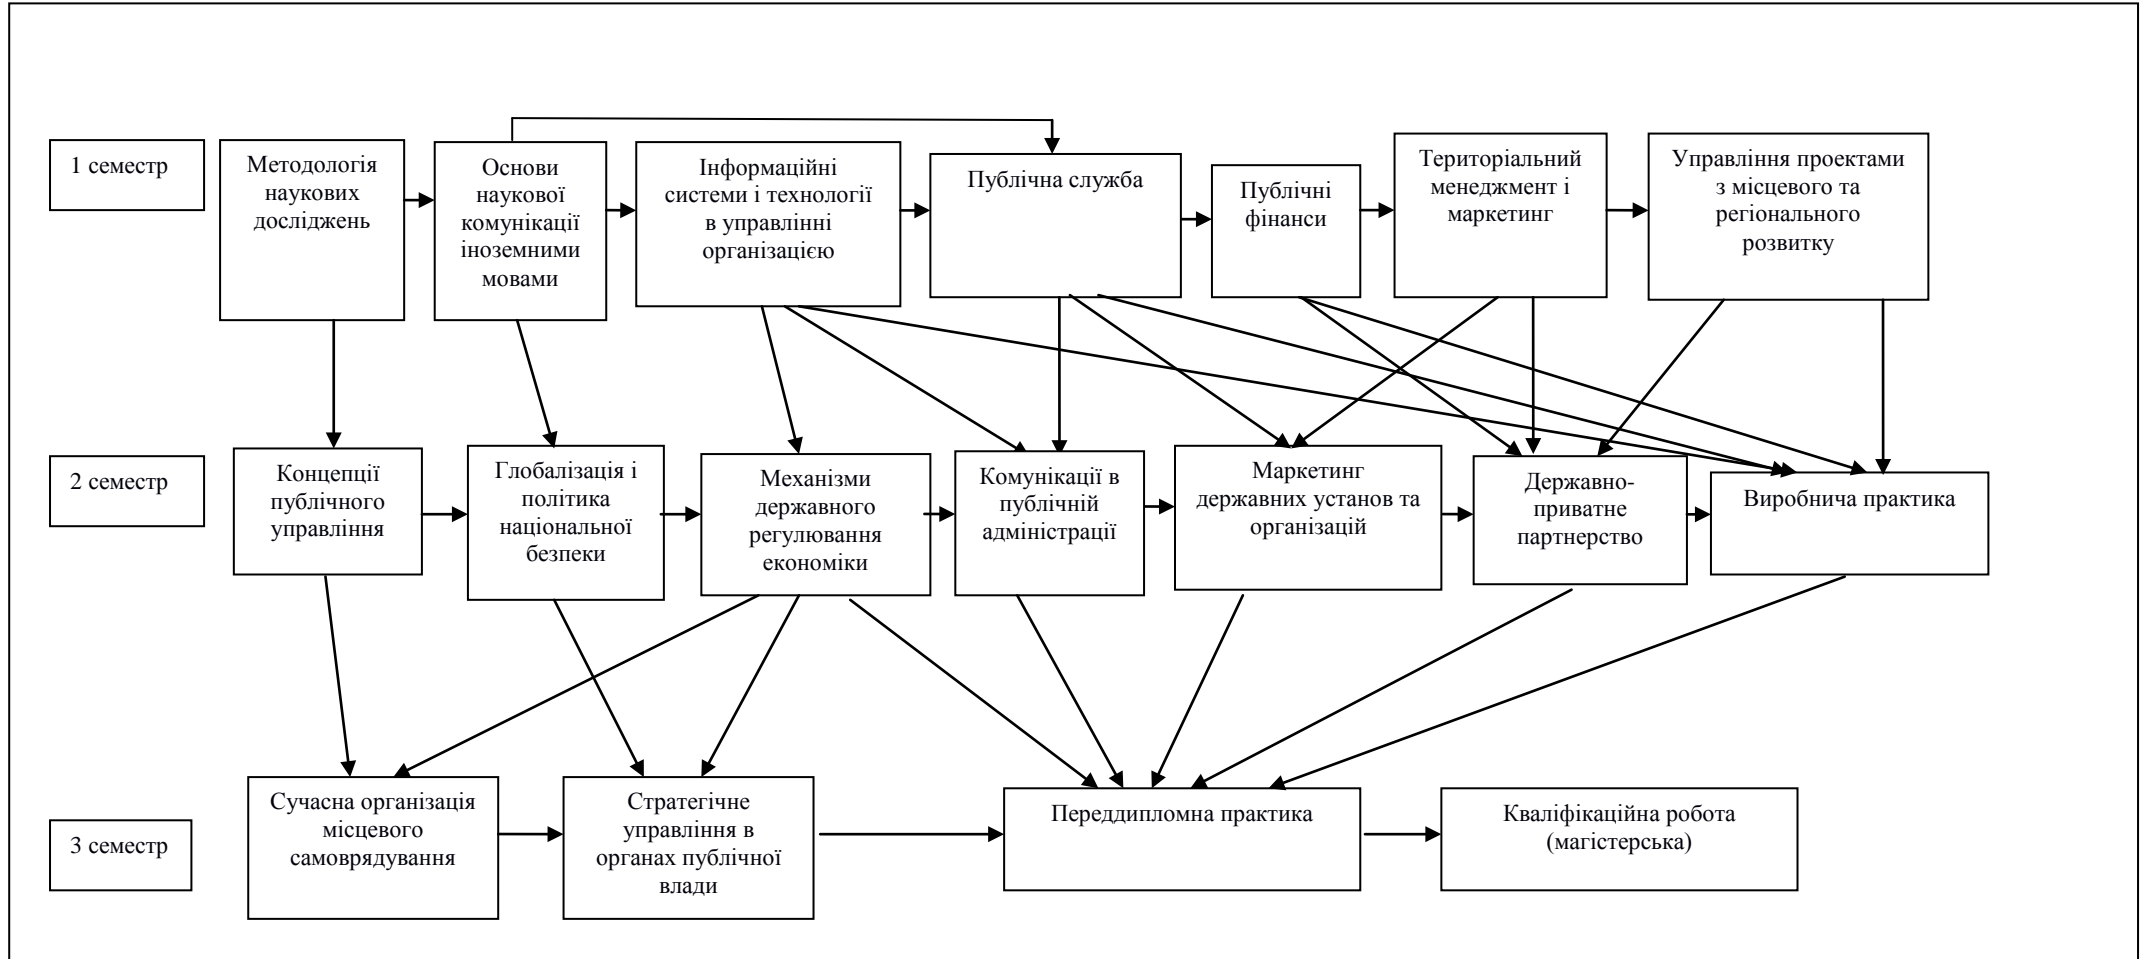 1 семестр
Методологія
наукових
досліджень
Основи
наукової
комунікації
іноземними
мовами
Інформаційні
системи і технології
в управлінні
організацією
Публічна служба
Публічні
фінанси
Територіальний
менеджмент і
маркетинг
Управління проектами
з місцевого та
регіонального
розвитку
2 семестр
Концепції
публічного
управління
Глобалізація і
політика
національної
безпеки
Механізми
державного
регулювання
економіки
Комунікації в
публічній
адміністрації
Маркетинг
державних установ та
організацій
Державно-
приватне
партнерство
Виробнича практика
3 семестр
Сучасна організація
місцевого
самоврядування
Стратегічне
управління в
органах публічної
влади
Переддипломна практика
Кваліфікаційна робота
(магістерська)